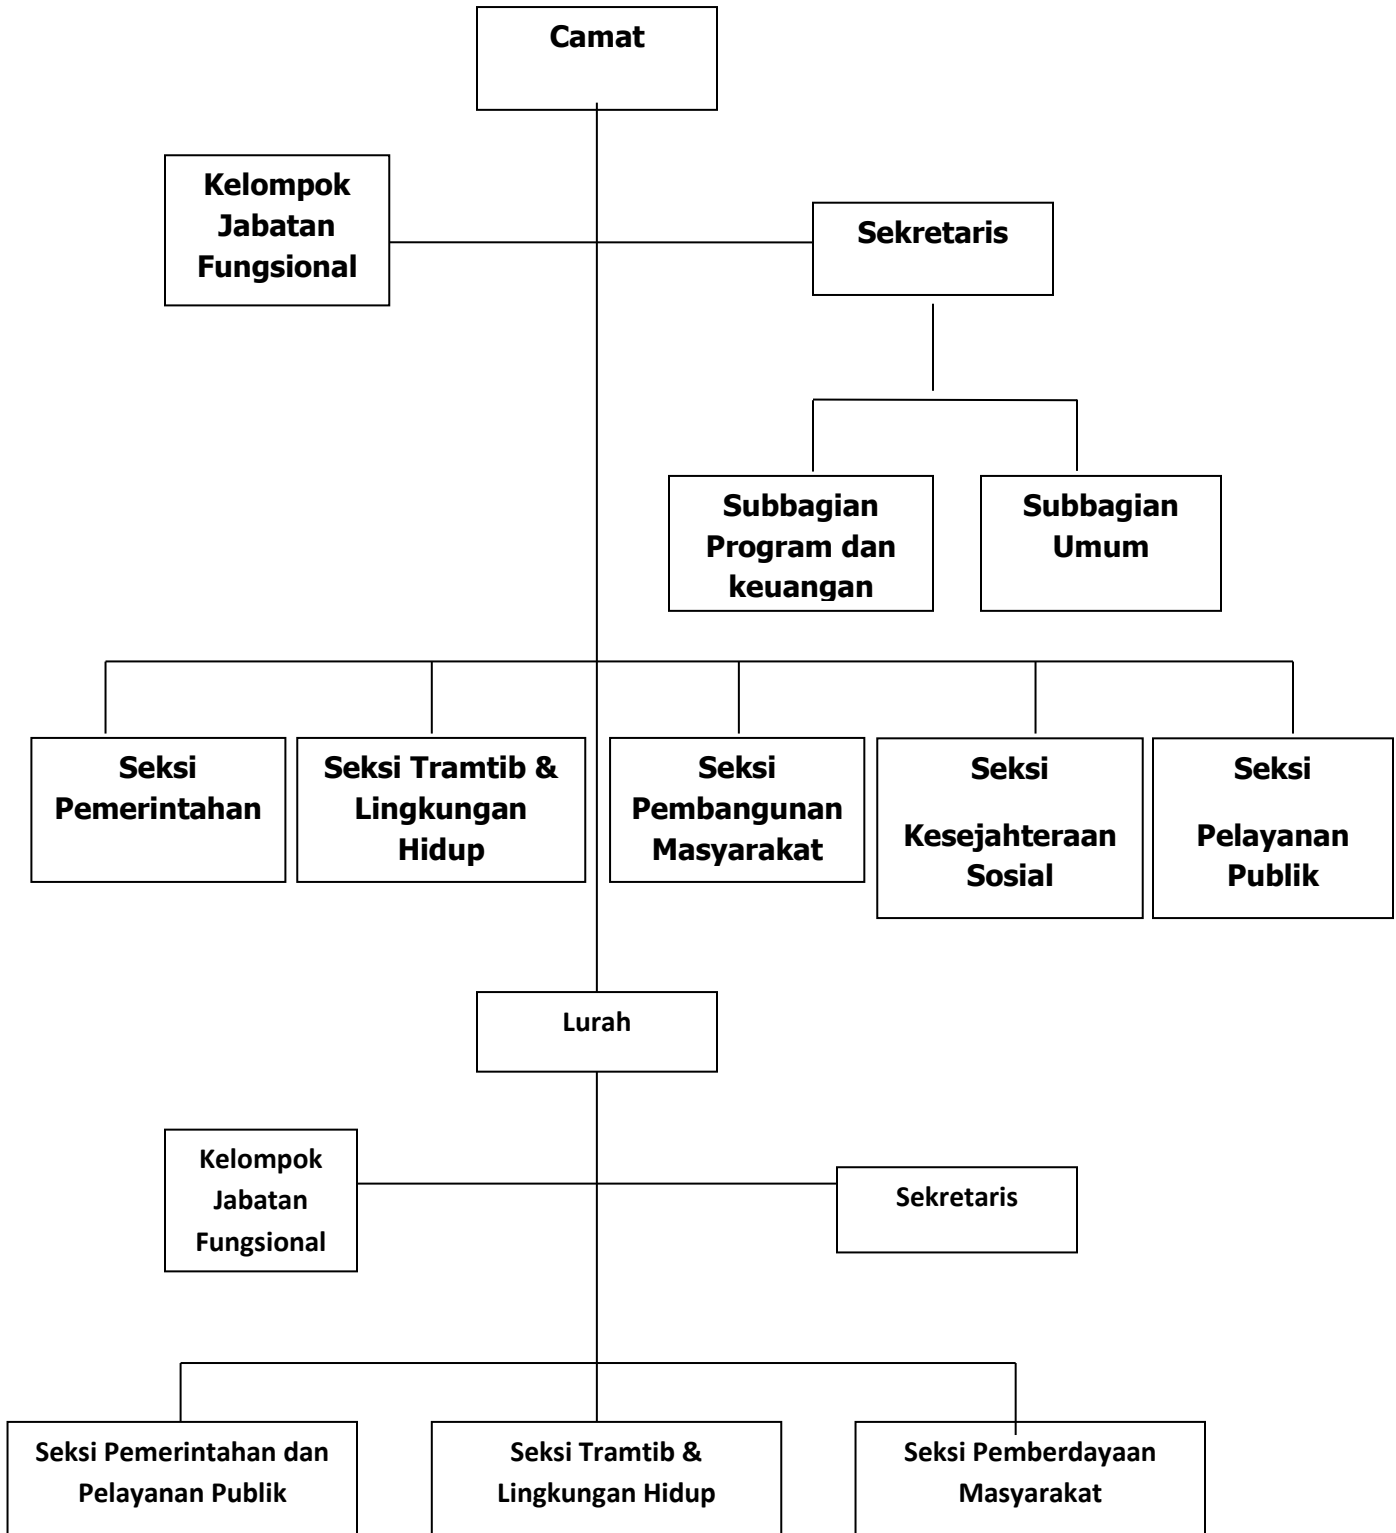 Camat
Kelompok
Jabatan
Fungsional
Sekretaris
Subbagian
Program dan
keuangan
Subbagian
Umum
Seksi
Pemerintahan
Seksi Tramtib &
Lingkungan
Hidup
Seksi
Pembangunan
Masyarakat
Seksi
Kesejahteraan
Sosial
Seksi
Pelayanan
Publik
Lurah
Kelompok
Jabatan
Fungsional
Sekretaris
Seksi Pemerintahan dan
Pelayanan Publik
Seksi Tramtib &
Lingkungan Hidup
Seksi Pemberdayaan
Masyarakat